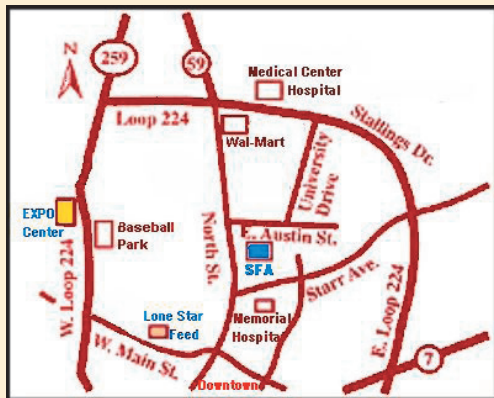 N
259
59
Medical Center
Hospital
Loop 224
Stallings Dr.
Wal-Mart
University
Drive
EXPO
Center
Baseball
Park
North St.
E. Austin St.
SFA
Starr Ave.
W. Loop 224
Lone Star
Feed
Memorial
Hospital
E. Loop 224
W. Main St.
7
Downtown